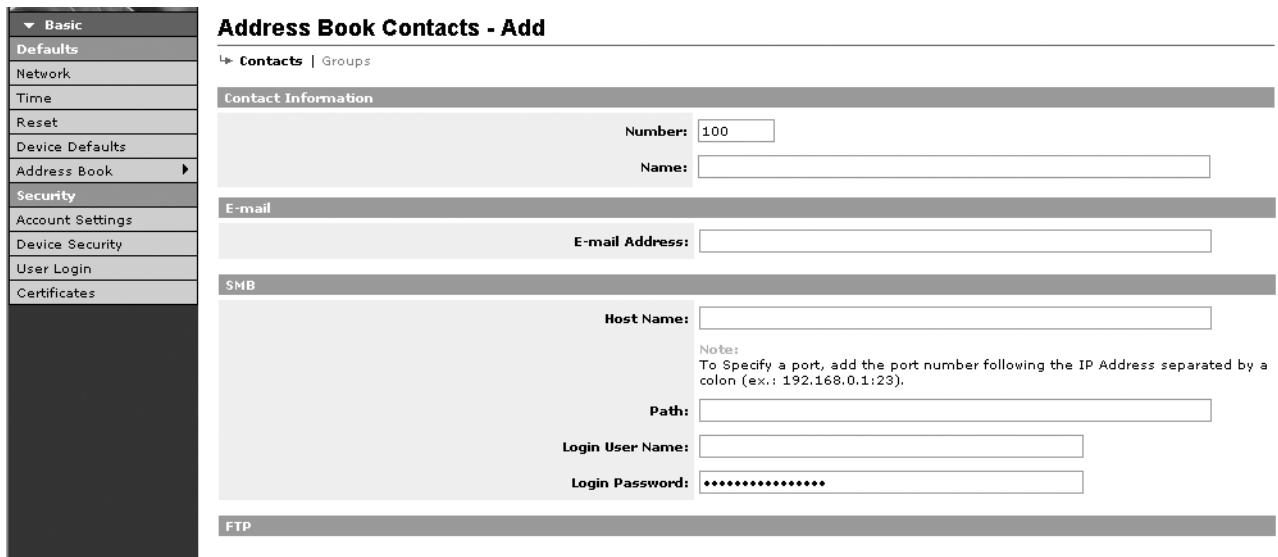 Basic
Defaults
Network
Time
Reset
Device Defaults
Address Book
Security
Account Settings
Device Security
User Login
Certificates
Address Book Contacts - Add
Contacts | Groups
Contact Information
Number: 100
Name:
E-mail
E-mail Address:
SMB
Host Name:
Note:
To Specify a port, add the port number following the IP Address separated by a
colon (ex.: 192.168.0.1:23).
Path:
Login User Name:
Login Password: ••••••••••••••••
FTP